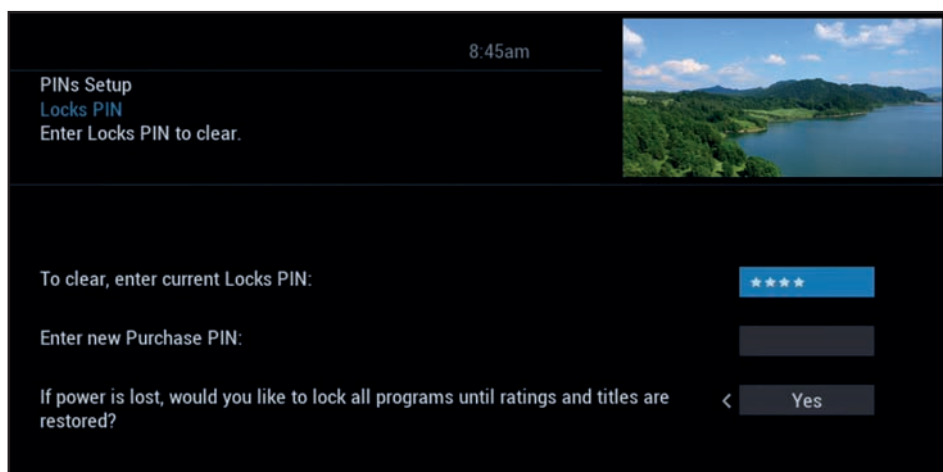 8:45am
PINs Setup
Locks PIN
Enter Locks PIN to clear.
To clear, enter current Locks PIN:
****
Enter new Purchase PIN:
If power is lost, would you like to lock all programs until ratings and titles are
restored?
< Yes